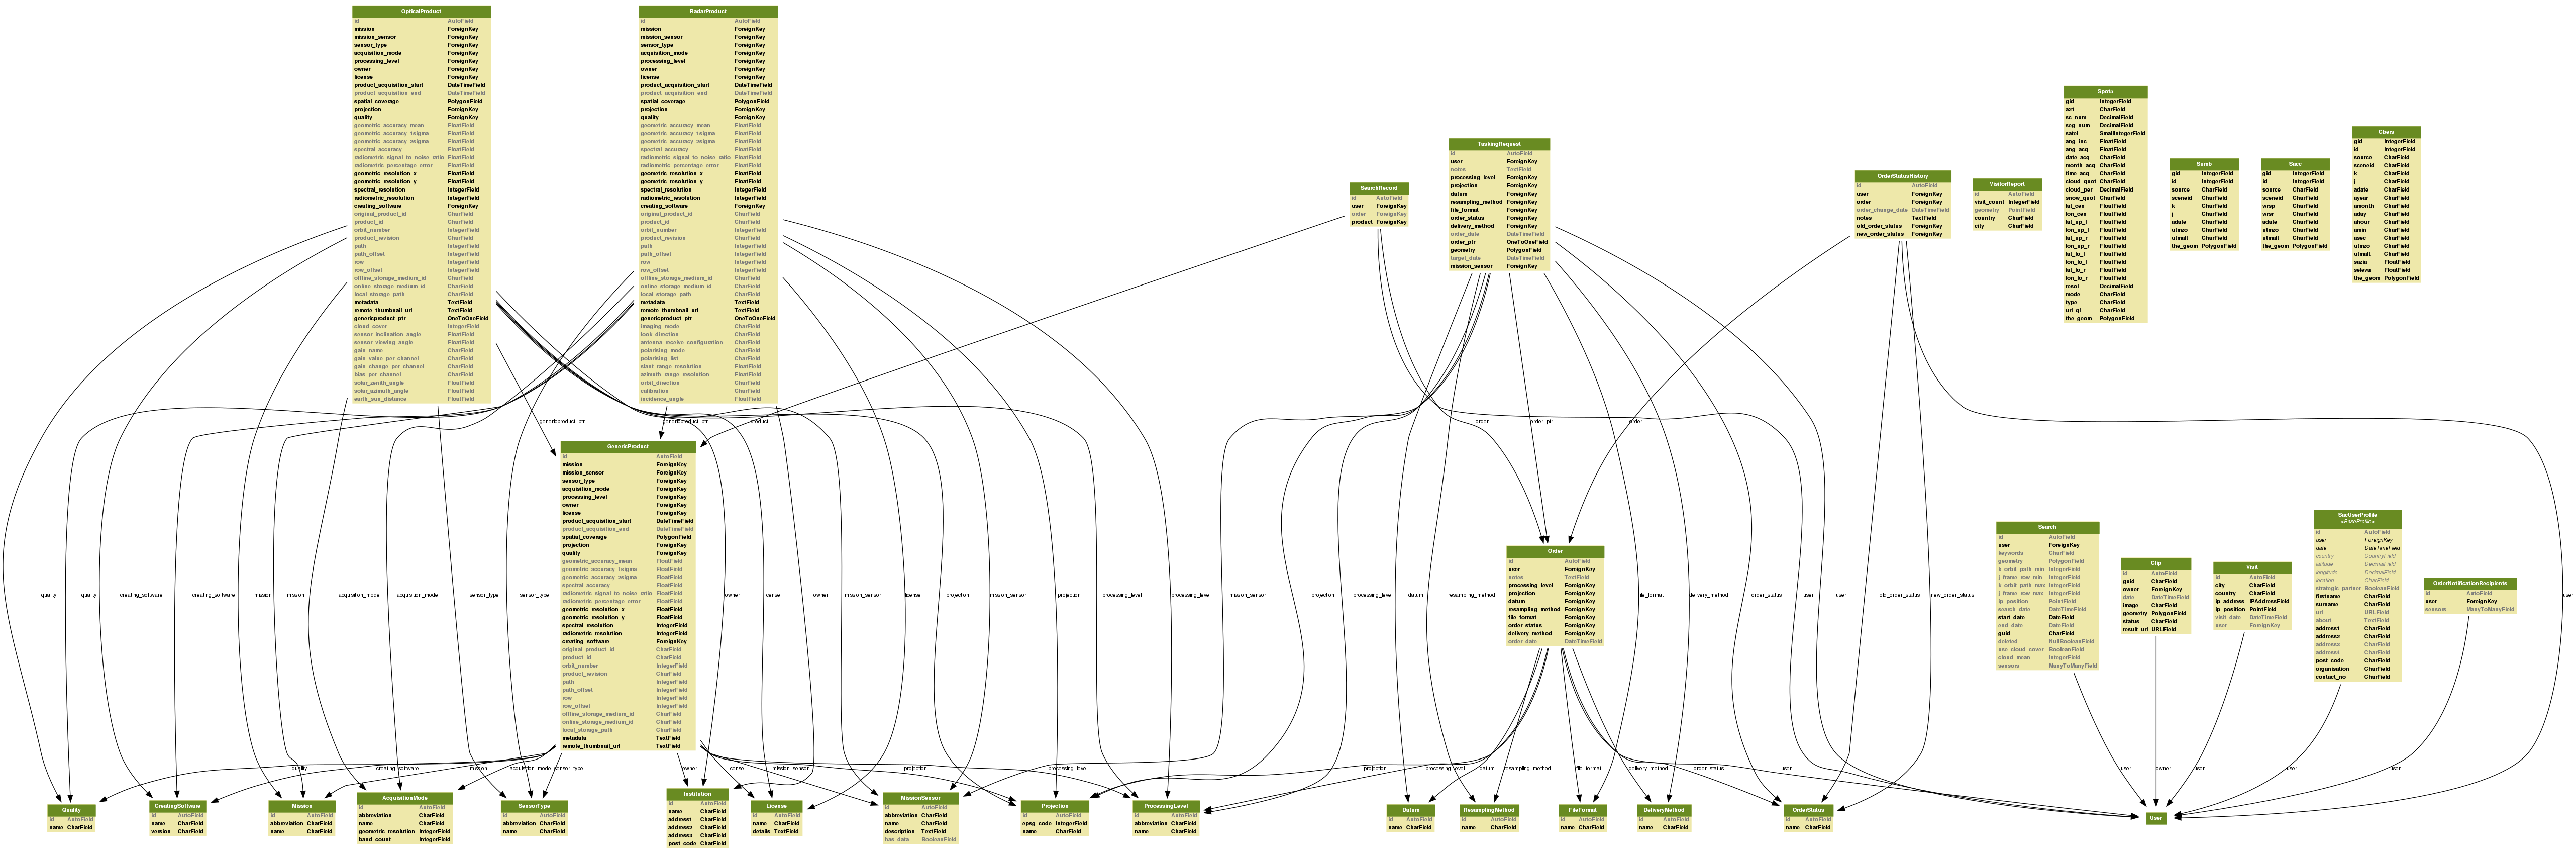 OpticalProduct
id AutoField
mission ForeignKey
mission_sensor ForeignKey
sensor_type ForeignKey
acquisition_mode ForeignKey
processing_level ForeignKey
owner ForeignKey
license ForeignKey
product_acquisition_start DateTimeField
product_acquisition_end DateTimeField
spatial_coverage PolygonField
projection ForeignKey
quality ForeignKey
geometric_accuracy_mean FloatField
geometric_accuracy_1sigma FloatField
geometric_accuracy_2sigma FloatField
spectral_accuracy FloatField
radiometric_signal_to_noise_ratio FloatField
radiometric_percentage_error FloatField
geometric_resolution_x FloatField
geometric_resolution_y FloatField
spectral_resolution IntegerField
radiometric_resolution IntegerField
creating_software ForeignKey
original_product_id CharField
product_id CharField
orbit_number IntegerField
product_revision CharField
path IntegerField
path_offset IntegerField
row IntegerField
row_offset IntegerField
offline_storage_medium_id CharField
online_storage_medium_id CharField
local_storage_path CharField
metadata TextField
remote_thumbnail_url TextField
genericproduct_ptr OneToOneField
cloud_cover IntegerField
sensor_inclination_angle FloatField
sensor_viewing_angle FloatField
gain_name CharField
gain_value_per_channel CharField
gain_change_per_channel CharField
bias_per_channel CharField
solar_zenith_angle FloatField
solar_azimuth_angle FloatField
earth_sun_distance FloatField
RadarProduct
id AutoField
mission ForeignKey
mission_sensor ForeignKey
sensor_type ForeignKey
acquisition_mode ForeignKey
processing_level ForeignKey
owner ForeignKey
license ForeignKey
product_acquisition_start DateTimeField
product_acquisition_end DateTimeField
spatial_coverage PolygonField
projection ForeignKey
quality ForeignKey
geometric_accuracy_mean FloatField
geometric_accuracy_1sigma FloatField
geometric_accuracy_2sigma FloatField
spectral_accuracy FloatField
radiometric_signal_to_noise_ratio FloatField
radiometric_percentage_error FloatField
geometric_resolution_x FloatField
geometric_resolution_y FloatField
spectral_resolution IntegerField
radiometric_resolution IntegerField
creating_software ForeignKey
original_product_id CharField
product_id CharField
orbit_number IntegerField
product_revision CharField
path IntegerField
path_offset IntegerField
row IntegerField
row_offset IntegerField
offline_storage_medium_id CharField
online_storage_medium_id CharField
local_storage_path CharField
metadata TextField
remote_thumbnail_url TextField
genericproduct_ptr OneToOneField
imaging_mode CharField
look_direction CharField
antenna_receive_configuration CharField
polarising_mode CharField
polarising_list CharField
slant_range_resolution FloatField
azimuth_range_resolution FloatField
orbit_direction CharField
calibration CharField
incidence_angle FloatField
SearchRecord
id AutoField
user ForeignKey
order ForeignKey
product ForeignKey
TaskingRequest
id AutoField
user ForeignKey
notes TextField
processing_level ForeignKey
projection ForeignKey
datum ForeignKey
resampling_method ForeignKey
file_format ForeignKey
order_status ForeignKey
delivery_method ForeignKey
order_date DateTimeField
order_ptr OneToOneField
geometry PolygonField
target_date DateTimeField
mission_sensor ForeignKey
OrderStatusHistory
id AutoField
user ForeignKey
order ForeignKey
order_change_date DateTimeField
notes TextField
old_order_status ForeignKey
new_order_status ForeignKey
VisitorReport
id AutoField
visit_count IntegerField
geometry PointField
country CharField
city CharField
Spot5
gid IntegerField
a21 CharField
sc_num DecimalField
seg_num DecimalField
satel SmallIntegerField
ang_inc FloatField
ang_acq FloatField
date_acq CharField
month_acq CharField
time_acq CharField
cloud_quot CharField
cloud_per DecimalField
snow_quot CharField
lat_cen FloatField
lon_cen FloatField
lat_up_l FloatField
lon_up_l FloatField
lat_up_r FloatField
lon_up_r FloatField
lat_lo_l FloatField
lon_lo_l FloatField
lat_lo_r FloatField
lon_lo_r FloatField
resol DecimalField
mode CharField
type CharField
url_ql CharField
the_geom PolygonField
Sumb
gid IntegerField
id IntegerField
source CharField
sceneid CharField
k CharField
j CharField
adate CharField
utmzo CharField
utmalt CharField
the_geom PolygonField
Sacc
gid IntegerField
id IntegerField
source CharField
sceneid CharField
wrsp CharField
wrsr CharField
adate CharField
utmzo CharField
utmalt CharField
the_geom PolygonField
Cbers
gid IntegerField
id IntegerField
source CharField
sceneid CharField
k CharField
j CharField
adate CharField
ayear CharField
amonth CharField
aday CharField
ahour CharField
amin CharField
asec CharField
utmzo CharField
utmalt CharField
sazia FloatField
seleva FloatField
the_geom PolygonField
genericproduct_ptr
genericproduct_ptr
product
order
order_ptr
order
GenericProduct
id AutoField
mission ForeignKey
mission_sensor ForeignKey
sensor_type ForeignKey
acquisition_mode ForeignKey
processing_level ForeignKey
owner ForeignKey
license ForeignKey
product_acquisition_start DateTimeField
product_acquisition_end DateTimeField
spatial_coverage PolygonField
projection ForeignKey
quality ForeignKey
geometric_accuracy_mean FloatField
geometric_accuracy_1sigma FloatField
geometric_accuracy_2sigma FloatField
spectral_accuracy FloatField
radiometric_signal_to_noise_ratio FloatField
radiometric_percentage_error FloatField
geometric_resolution_x FloatField
geometric_resolution_y FloatField
spectral_resolution IntegerField
radiometric_resolution IntegerField
creating_software ForeignKey
original_product_id CharField
product_id CharField
orbit_number IntegerField
product_revision CharField
path IntegerField
path_offset IntegerField
row IntegerField
row_offset IntegerField
offline_storage_medium_id CharField
online_storage_medium_id CharField
local_storage_path CharField
metadata TextField
remote_thumbnail_url TextField
Order
id AutoField
user ForeignKey
notes TextField
processing_level ForeignKey
projection ForeignKey
datum ForeignKey
resampling_method ForeignKey
file_format ForeignKey
order_status ForeignKey
delivery_method ForeignKey
order_date DateTimeField
Search
id AutoField
user ForeignKey
keywords CharField
geometry PolygonField
k_orbit_path_min IntegerField
j_frame_row_min IntegerField
k_orbit_path_max IntegerField
j_frame_row_max IntegerField
ip_position PointField
search_date DateTimeField
start_date DateField
end_date DateField
guid CharField
deleted NullBooleanField
use_cloud_cover BooleanField
cloud_mean IntegerField
sensors ManyToManyField
Clip
id AutoField
guid CharField
owner ForeignKey
date DateTimeField
image CharField
geometry PolygonField
status CharField
result_url URLField
Visit
id AutoField
city CharField
country CharField
ip_address IPAddressField
ip_position PointField
visit_date DateTimeField
user ForeignKey
SacUserProfile
<BaseProfile>
id AutoField
user ForeignKey
date DateTimeField
country CountryField
latitude DecimalField
longitude DecimalField
location CharField
strategic_partner BooleanField
firstname CharField
surname CharField
url URLField
about TextField
address1 CharField
address2 CharField
address3 CharField
address4 CharField
post_code CharField
organisation CharField
contact_no CharField
OrderNotificationRecipients
id AutoField
user ForeignKey
sensors ManyToManyField
quality
quality
creating_software
creating_software
mission
mission
acquisition_mode
acquisition_mode
sensor_type
sensor_type
owner
license
owner
mission_sensor
license
projection
mission_sensor
projection
processing_level
processing_level
mission_sensor
projection
processing_level
datum
resampling_method
file_format
delivery_method
order_status
user
user
old_order_status
new_order_status
user
quality
creating_software
mission
acquisition_mode
sensor_type
owner
license
mission_sensor
projection
processing_level
projection
processing_level
datum
resampling_method
file_format
delivery_method
order_status
user
user
owner
user
user
user
Quality
id AutoField
name CharField
CreatingSoftware
id AutoField
name CharField
version CharField
Mission
id AutoField
abbreviation CharField
name CharField
AcquisitionMode
id AutoField
abbreviation CharField
name CharField
geometric_resolution IntegerField
band_count IntegerField
SensorType
id AutoField
abbreviation CharField
name CharField
Institution
id AutoField
name CharField
address1 CharField
address2 CharField
address3 CharField
post_code CharField
License
id AutoField
name CharField
details TextField
MissionSensor
id AutoField
abbreviation CharField
name CharField
description TextField
has_data BooleanField
Projection
id AutoField
epsg_code IntegerField
name CharField
ProcessingLevel
id AutoField
abbreviation CharField
name CharField
Datum
id AutoField
name CharField
ResamplingMethod
id AutoField
name CharField
FileFormat
id AutoField
name CharField
DeliveryMethod
id AutoField
name CharField
OrderStatus
id AutoField
name CharField
User